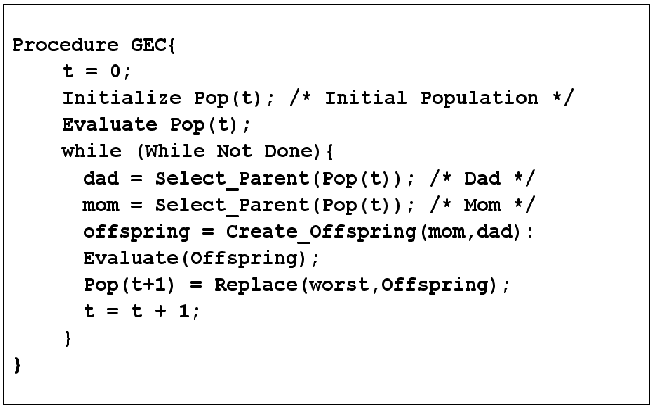 Procedure GEC{
t = 0;
Initialize Pop(t); /* Initial Population */
Evaluate Pop(t);
while (While Not Done){
dad = Select_Parent(Pop(t)); /* Dad */
mom = Select_Parent(Pop(t)); /* Mom */
offspring = Create_Offspring(mom,dad):
Evaluate(Offspring);
Pop(t+1) = Replace(worst,Offspring);
t = t + 1;
}
}